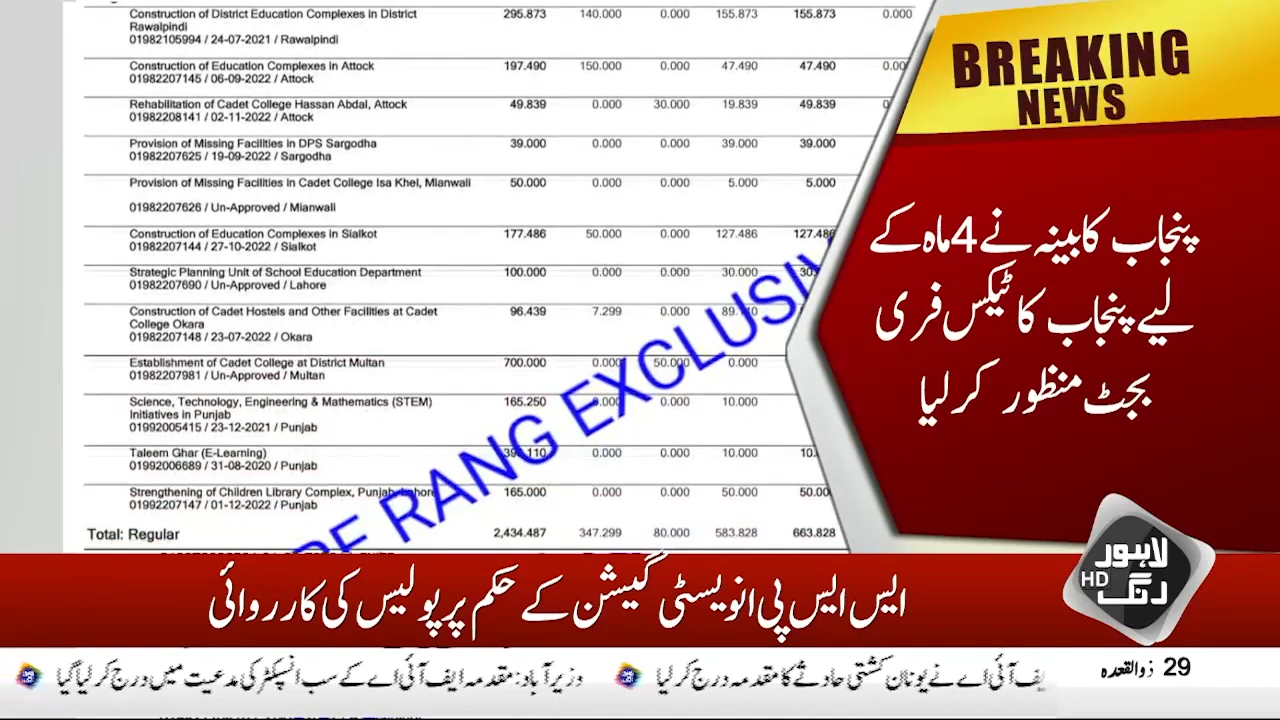 Construction of District Education Complexes in District 295.873 140.000 0.000 155.873 155.873 0.000
Rawalpindi
01982105994 / 24-07-2021 / Rawalpindi
Construction of Education Complexes in Attock 197.490 150.000 0.000 47.490 47.490
01982207145 / 06-09-2022 / Attock
Rehabilitation of Cadet College Hassan Abdal, Attock 49.839 0.000 30.000 19.839 49.839
01982208141 / 02-11-2022 / Attock
Provision of Missing Facilities in DPS Sargodha 39.000 0.000 0.000 39.000 39.000
01982207625 / 19-09-2022 / Sargodha
Provision of Missing Facilities in Cadet College Isa Khel, Mianwali 50.000 0.000 0.000 5.000 5.000
01982207626 / Un-Approved / Mianwali
Construction of Education Complexes in Sialkot 177.486 50.000 0.000 127.486 127.486
01982207144 / 27-10-2022 / Sialkot
Strategic Planning Unit of School Education Department 100.000 0.000 0.000 30.000
01982207690 / Un-Approved / Lahore
Construction of Cadet Hostels and Other Facilities at Cadet 96.439 7.299 0.000
College Okara
01982207148 / 23-07-2022 / Okara
Establishment of Cadet College at District Multan 700.000 0.000 50.000 0.000
01982207981 / Un-Approved / Multan
Science, Technology, Engineering & Mathematics (STEM) 165.250 0.000 0.000 10.000
Initiatives in Punjab
01992005415 / 23-12-2021 / Punjab
Taleem Ghar (E-Learning) 0.000 0.000 10.000
01992006689 / 31-08-2020 / Punjab
Strengthening of Children Library Complex, Punjab, Lahore 165.000 0.000 0.000 50.000 50.000
01992207147 / 01-12-2022 / Punjab
Total: Regular 2,434.487 347.299 80.000 583.828 663.828
RANG
BREAKING
NEWS
پنجاب کابینہ نے 4 ماہ کے
لیے پنجاب کا ٹیکس فری
بجٹ منظور کر لیا
لاہور
رنگ
HD
ایس ایس پی انویسٹی گیشن کے حکم پر پولیس کی کارروائی
29 ذوالقعدہ
ایف آئی اے نے یونان کشتی حادثے کا مقدمہ درج کر لیا
وزیر آباد: مقدمہ ایف آئی اے کے سب انسپکٹر کی مدعیت میں درج کر لیا گیا